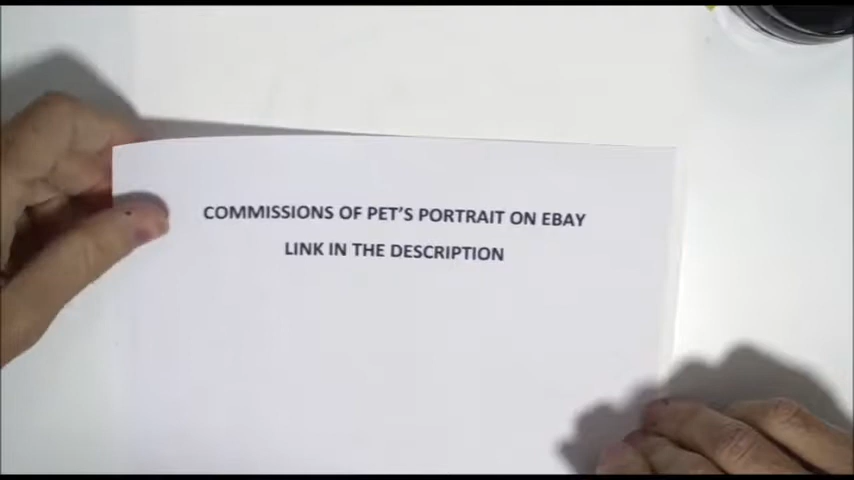 COMMISSIONS OF PET'S PORTRAIT ON EBAY
LINK IN THE DESCRIPTION